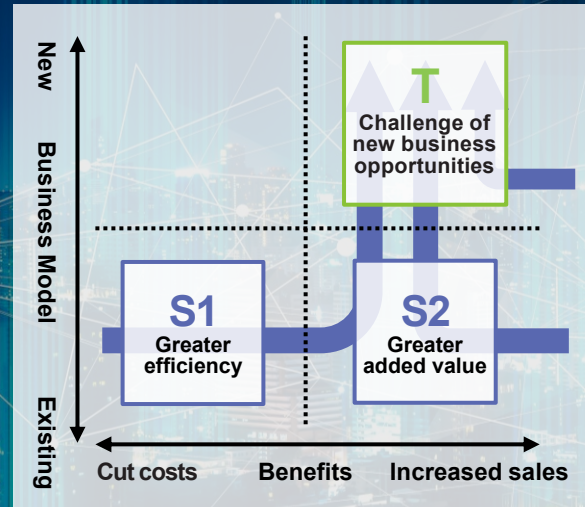 New
Business Model
Existing
T
Challenge of
new business
opportunities
S1
Greater
efficiency
S2
Greater
added value
Cut costs
Benefits
Increased sales